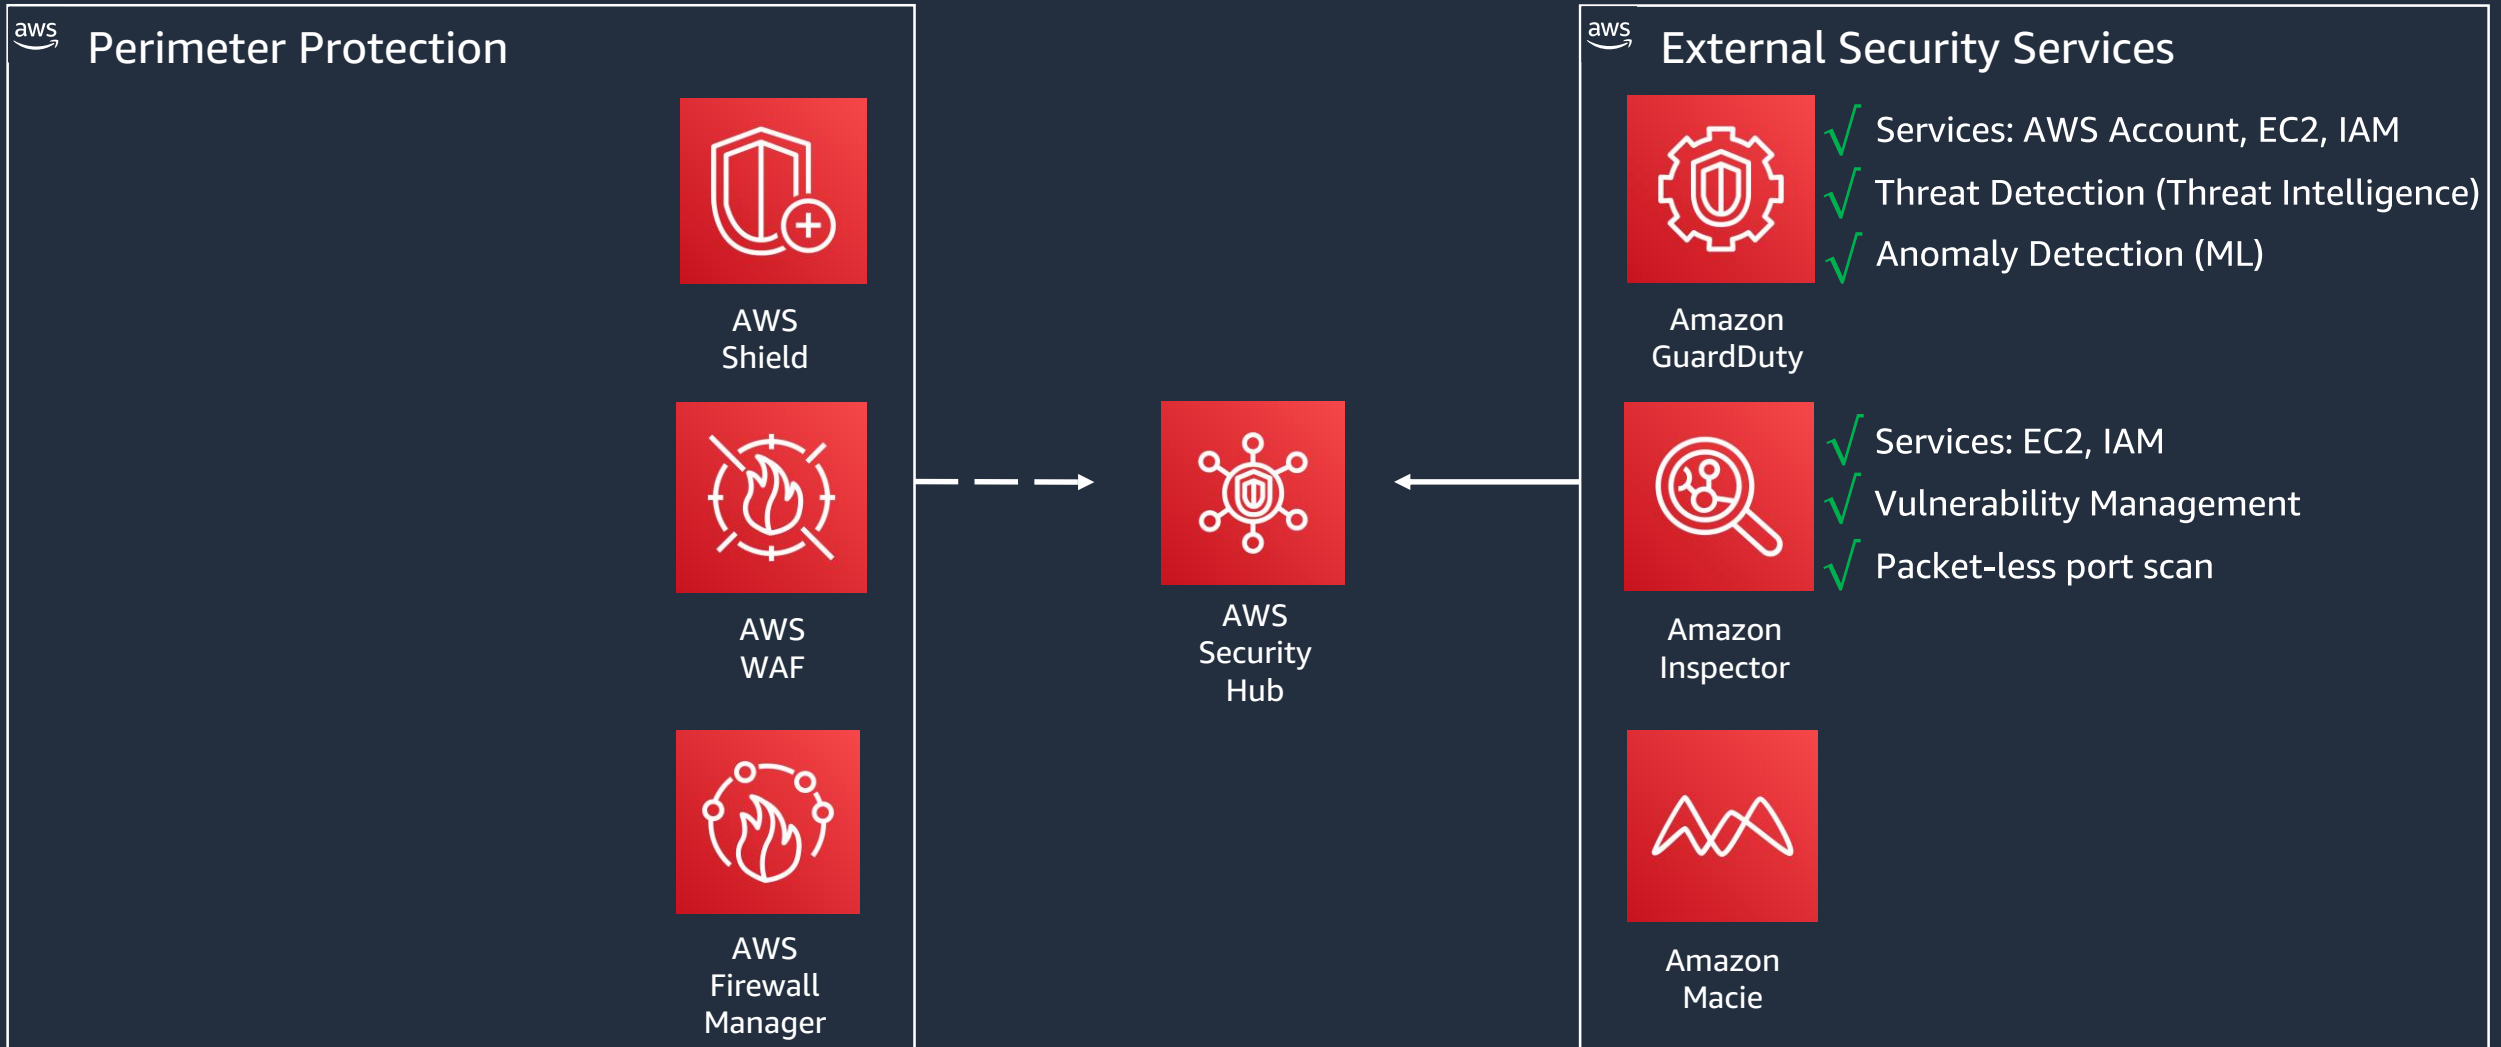 aws
Perimeter Protection
AWS
Shield
AWS
WAF
AWS
Firewall
Manager
AWS
Security
Hub
aws
External Security Services
√ Services: AWS Account, EC2, IAM
√ Threat Detection (Threat Intelligence)
√ Anomaly Detection (ML)
Amazon
GuardDuty
√ Services: EC2, IAM
√ Vulnerability Management
√ Packet-less port scan
Amazon
Inspector
Amazon
Macie